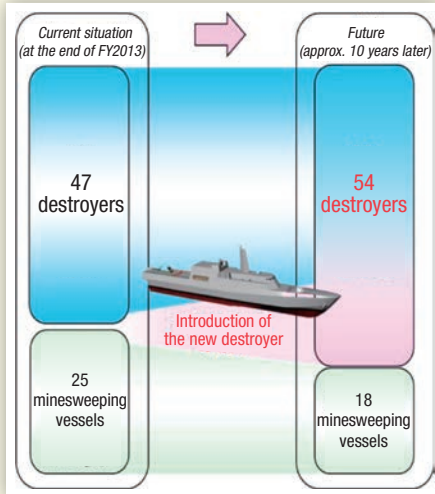 Current situation
(at the end of FY2013)
Future
(approx. 10 years later)
47
destroyers
54
destroyers
Introduction of
the new destroyer
25
minesweeping
vessels
18
minesweeping
vessels